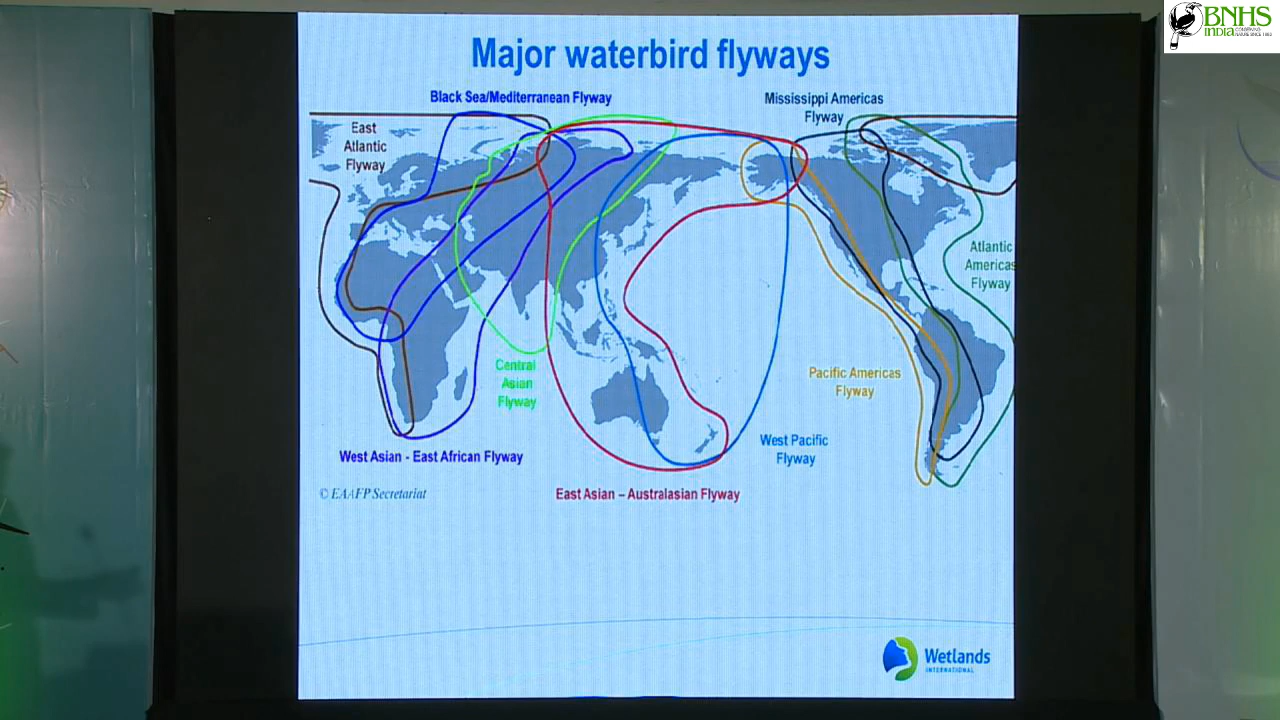 BNHS
INDIA
Major waterbird flyways
Black Sea/Mediterranean Flyway
Mississippi Americas
Flyway
East
Atlantic
Flyway
Atlantic
Americas
Flyway
Central
Asian
Flyway
Pacific Americas
Flyway
West Pacific
Flyway
West Asian - East African Flyway
© EAAFP Secretariat
East Asian – Australasian Flyway
Wetlands
INTERNATIONAL